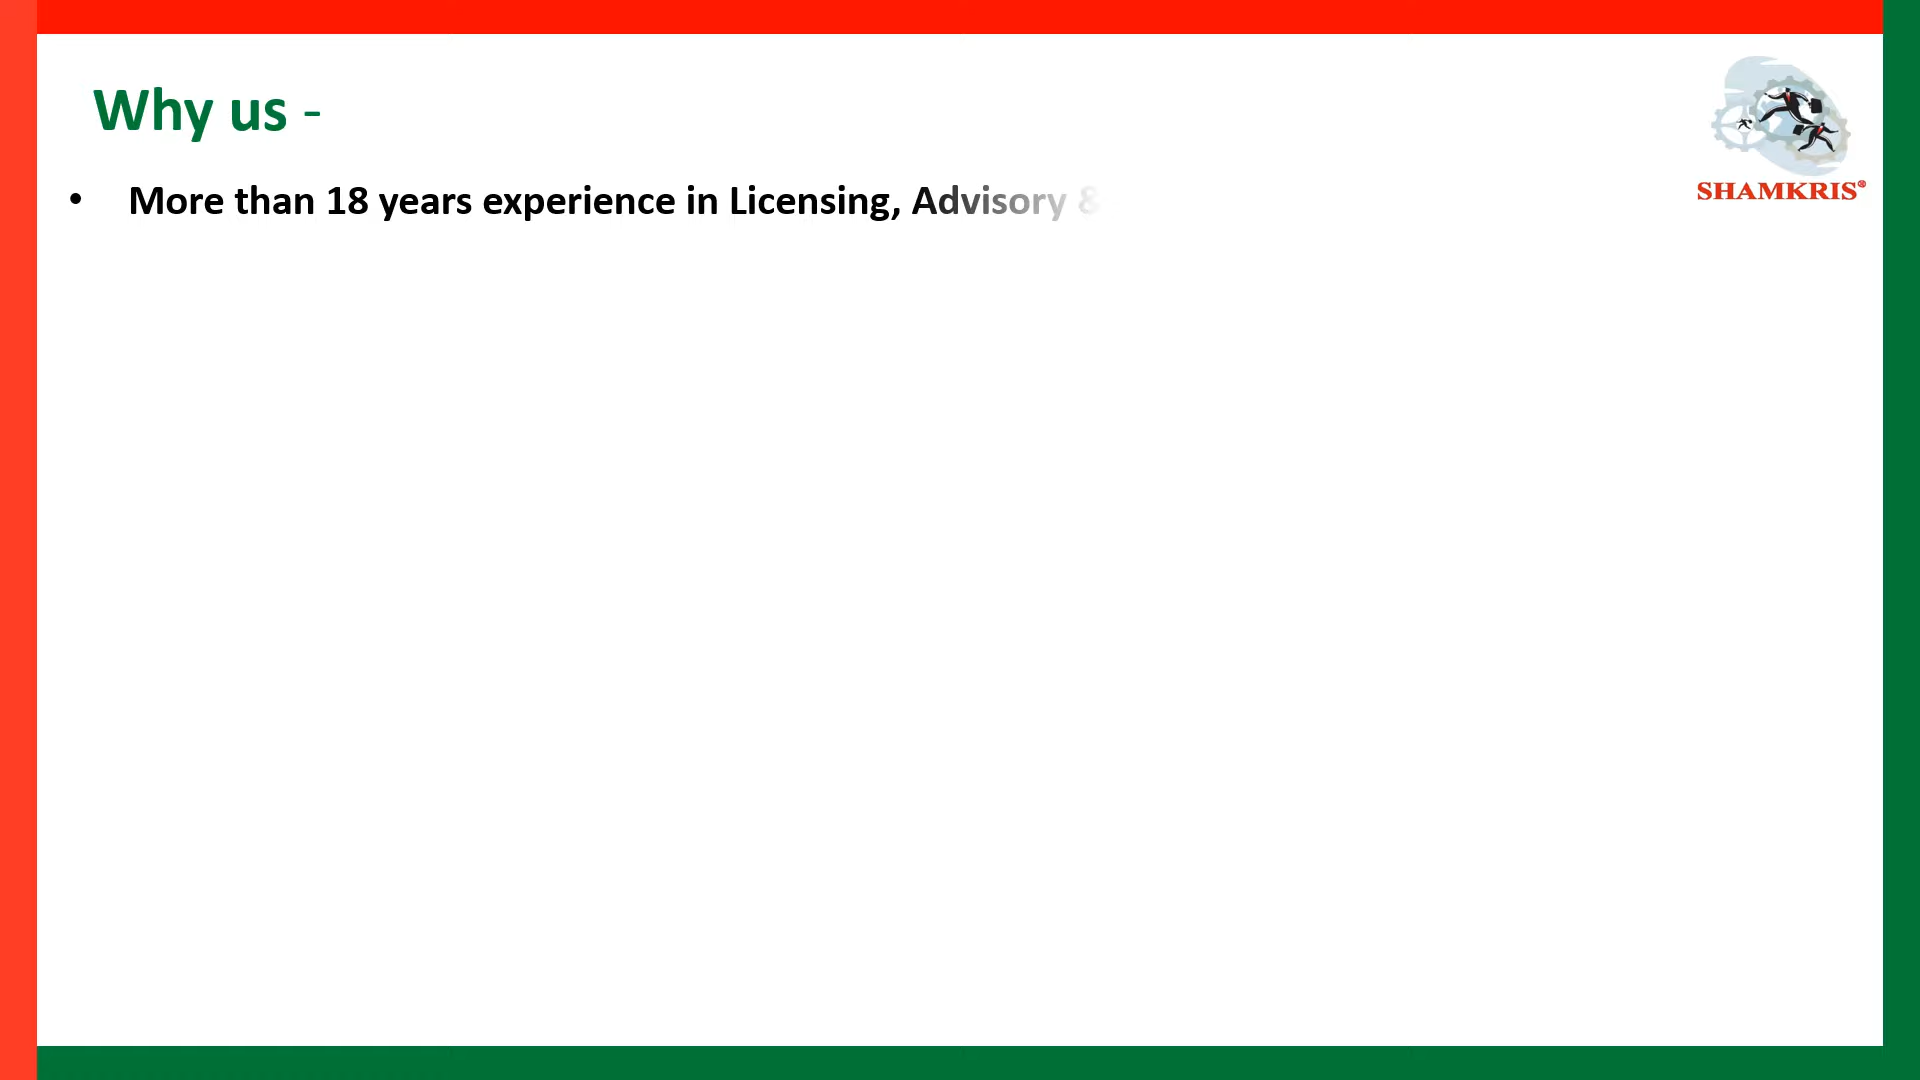 Why us -
• More than 18 years experience in Licensing, Advisory &
SHAMKRIS®